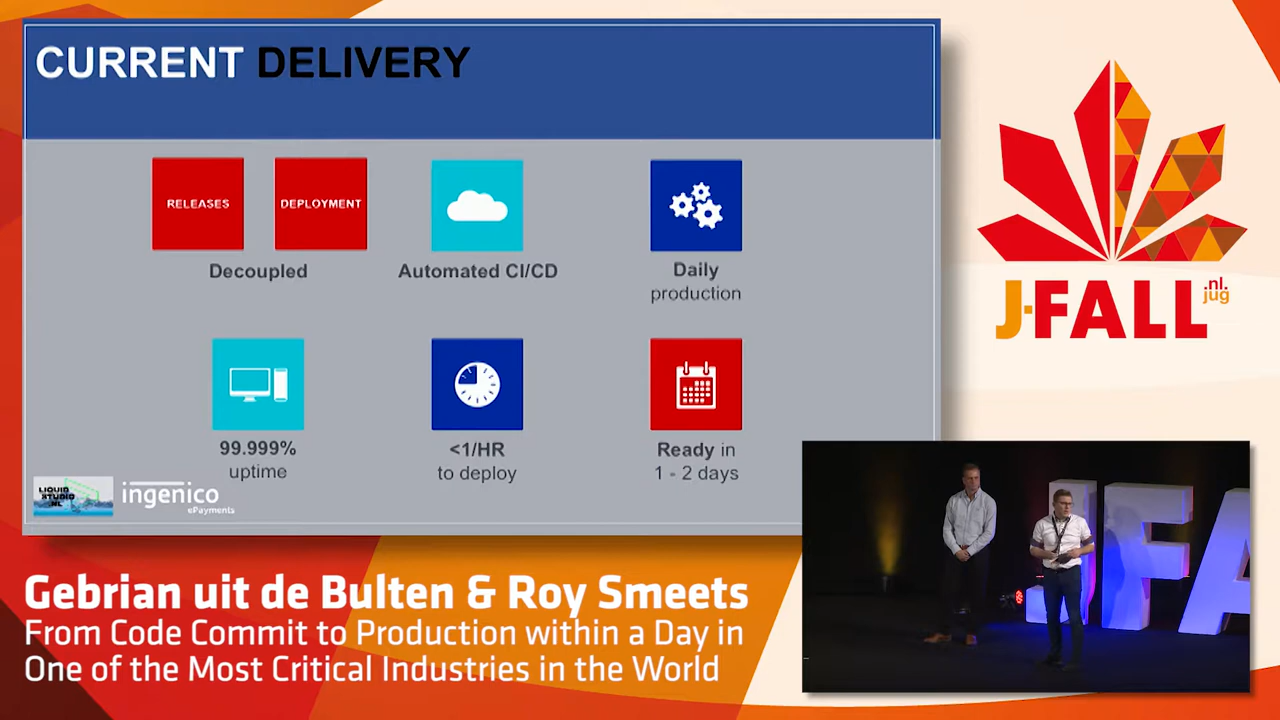 CURRENT DELIVERY
RELEASES
DEPLOYMENT
Decoupled
Automated CI/CD
Daily
production
99.999%
uptime
<1/HR
to deploy
Ready in
1 - 2 days
LIQUID
STUDIO
NL
ingenico
ePayments
J-FALL
.nl
jug
JFA
Gebrian uit de Bulten & Roy Smeets
From Code Commit to Production within a Day in
One of the Most Critical Industries in the World